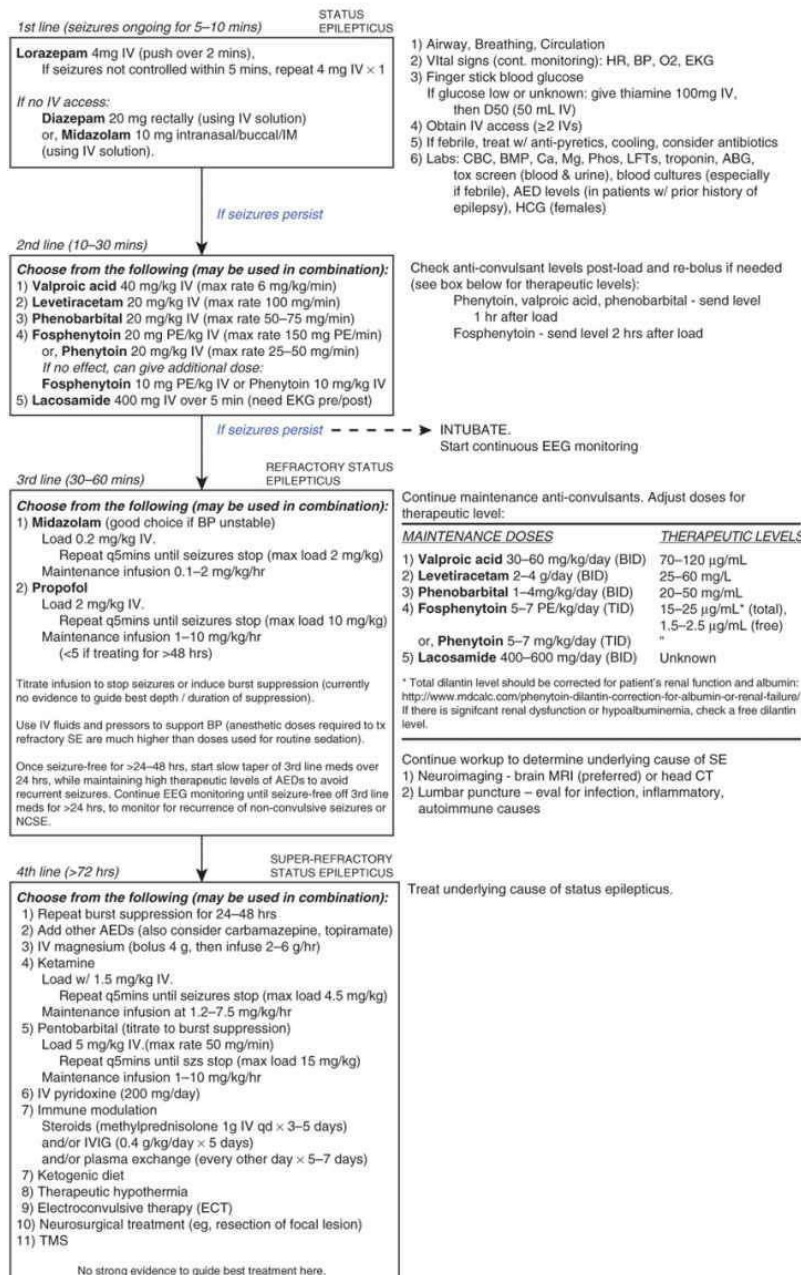 1st line (seizures ongoing for 5–10 mins)
STATUS
EPILEPTICUS
Lorazepam 4mg IV (push over 2 mins),
If seizures not controlled within 5 mins, repeat 4 mg IV × 1
If no IV access:
Diazepam 20 mg rectally (using IV solution)
or, Midazolam 10 mg intranasal/buccal/IM
(using IV solution).
1) Airway, Breathing, Circulation
2) VItal signs (cont. monitoring): HR, BP, O2, EKG
3) Finger stick blood glucose
If glucose low or unknown: give thiamine 100mg IV,
then D50 (50 mL IV)
4) Obtain IV access (≥2 IVs)
5) If febrile, treat w/ anti-pyretics, cooling, consider antibiotics
6) Labs: CBC, BMP, Ca, Mg, Phos, LFTs, troponin, ABG,
tox screen (blood & urine), blood cultures (especially
if febrile), AED levels (in patients w/ prior history of
epilepsy), HCG (females)
If seizures persist
2nd line (10–30 mins)
Choose from the following (may be used in combination):
1) Valproic acid 40 mg/kg IV (max rate 6 mg/kg/min)
2) Levetiracetam 20 mg/kg IV (max rate 100 mg/min)
3) Phenobarbital 20 mg/kg IV (max rate 50–75 mg/min)
4) Fosphenytoin 20 mg PE/kg IV (max rate 150 mg PE/min)
or, Phenytoin 20 mg/kg IV (max rate 25–50 mg/min)
If no effect, can give additional dose:
Fosphenytoin 10 mg PE/kg IV or Phenytoin 10 mg/kg IV
5) Lacosamide 400 mg IV over 5 min (need EKG pre/post)
Check anti-convulsant levels post-load and re-bolus if needed
(see box below for therapeutic levels):
Phenytoin, valproic acid, phenobarbital - send level
1 hr after load
Fosphenytoin - send level 2 hrs after load
If seizures persist
INTUBATE.
Start continuous EEG monitoring
3rd line (30–60 mins)
REFRACTORY STATUS
EPILEPTICUS
Choose from the following (may be used in combination):
1) Midazolam (good choice if BP unstable)
Load 0.2 mg/kg IV.
Repeat q5mins until seizures stop (max load 2 mg/kg)
Maintenance infusion 0.1–2 mg/kg/hr
2) Propofol
Load 2 mg/kg IV.
Repeat q5mins until seizures stop (max load 10 mg/kg)
Maintenance infusion 1–10 mg/kg/hr
(<5 if treating for >48 hrs)
Titrate infusion to stop seizures or induce burst suppression (currently
no evidence to guide best depth / duration of suppression).
Use IV fluids and pressors to support BP (anesthetic doses required to tx
refractory SE are much higher than doses used for routine sedation).
Once seizure-free for >24–48 hrs, start slow taper of 3rd line meds over
24 hrs, while maintaining high therapeutic levels of AEDs to avoid
recurrent seizures. Continue EEG monitoring until seizure-free off 3rd line
meds for >24 hrs, to monitor for recurrence of non-convulsive seizures or
NCSE.
Continue maintenance anti-convulsants. Adjust doses for
therapeutic level:
MAINTENANCE DOSES THERAPEUTIC LEVELS
1) Valproic acid 30–60 mg/kg/day (BID) 70–120 µg/mL
2) Levetiracetam 2–4 g/day (BID) 25–60 mg/L
3) Phenobarbital 1–4mg/kg/day (BID) 20–50 mg/mL
4) Fosphenytoin 5–7 PE/kg/day (TID) 15–25 µg/mL* (total),
1.5–2.5 µg/mL (free)
or, Phenytoin 5–7 mg/kg/day (TID) "
5) Lacosamide 400–600 mg/day (BID) Unknown
* Total dilantin level should be corrected for patient's renal function and albumin:
http://www.mdcalc.com/phenytoin-dilantin-correction-for-albumin-or-renal-failure/
If there is signifcant renal dysfunction or hypoalbuminemia, check a free dilantin
level.
Continue workup to determine underlying cause of SE
1) Neuroimaging - brain MRI (preferred) or head CT
2) Lumbar puncture – eval for infection, inflammatory,
autoimmune causes
4th line (>72 hrs)
SUPER-REFRACTORY
STATUS EPILEPTICUS
Choose from the following (may be used in combination):
1) Repeat burst suppression for 24–48 hrs
2) Add other AEDs (also consider carbamazepine, topiramate)
3) IV magnesium (bolus 4 g, then infuse 2–6 g/hr)
4) Ketamine
Load w/ 1.5 mg/kg IV.
Repeat q5mins until seizures stop (max load 4.5 mg/kg)
Maintenance infusion at 1.2–7.5 mg/kg/hr
5) Pentobarbital (titrate to burst suppression)
Load 5 mg/kg IV.(max rate 50 mg/min)
Repeat q5mins until szs stop (max load 15 mg/kg)
Maintenance infusion 1–10 mg/kg/hr
6) IV pyridoxine (200 mg/day)
7) Immune modulation
Steroids (methylprednisolone 1g IV qd × 3–5 days)
and/or IVIG (0.4 g/kg/day × 5 days)
and/or plasma exchange (every other day × 5–7 days)
7) Ketogenic diet
8) Therapeutic hypothermia
9) Electroconvulsive therapy (ECT)
10) Neurosurgical treatment (eg, resection of focal lesion)
11) TMS
No strong evidence to guide best treatment here.
Treat underlying cause of status epilepticus.